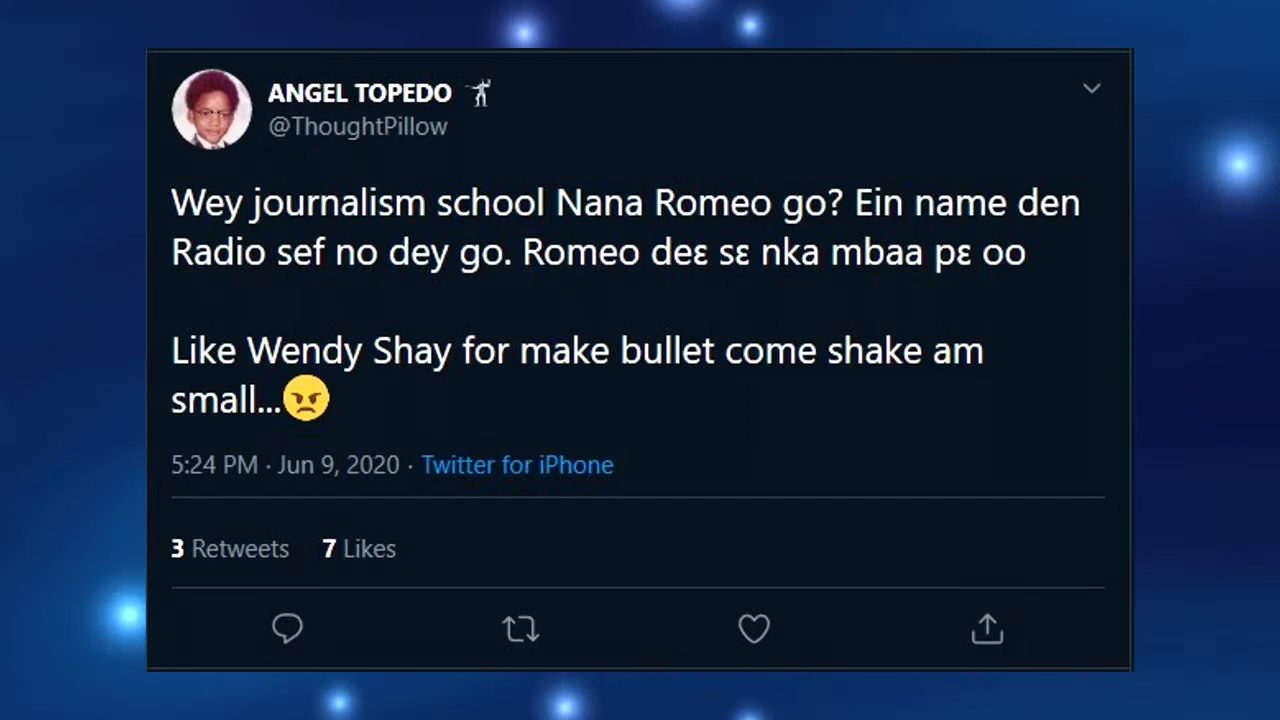 ANGEL TOPEDO
@ThoughtPillow
Wey journalism school Nana Romeo go? Ein name den
Radio sef no dey go. Romeo deɛ sɛ nka mbaa pɛ oo
Like Wendy Shay for make bullet come shake am
small...😠
5:24 PM · Jun 9, 2020 · Twitter for iPhone
3 Retweets 7 Likes